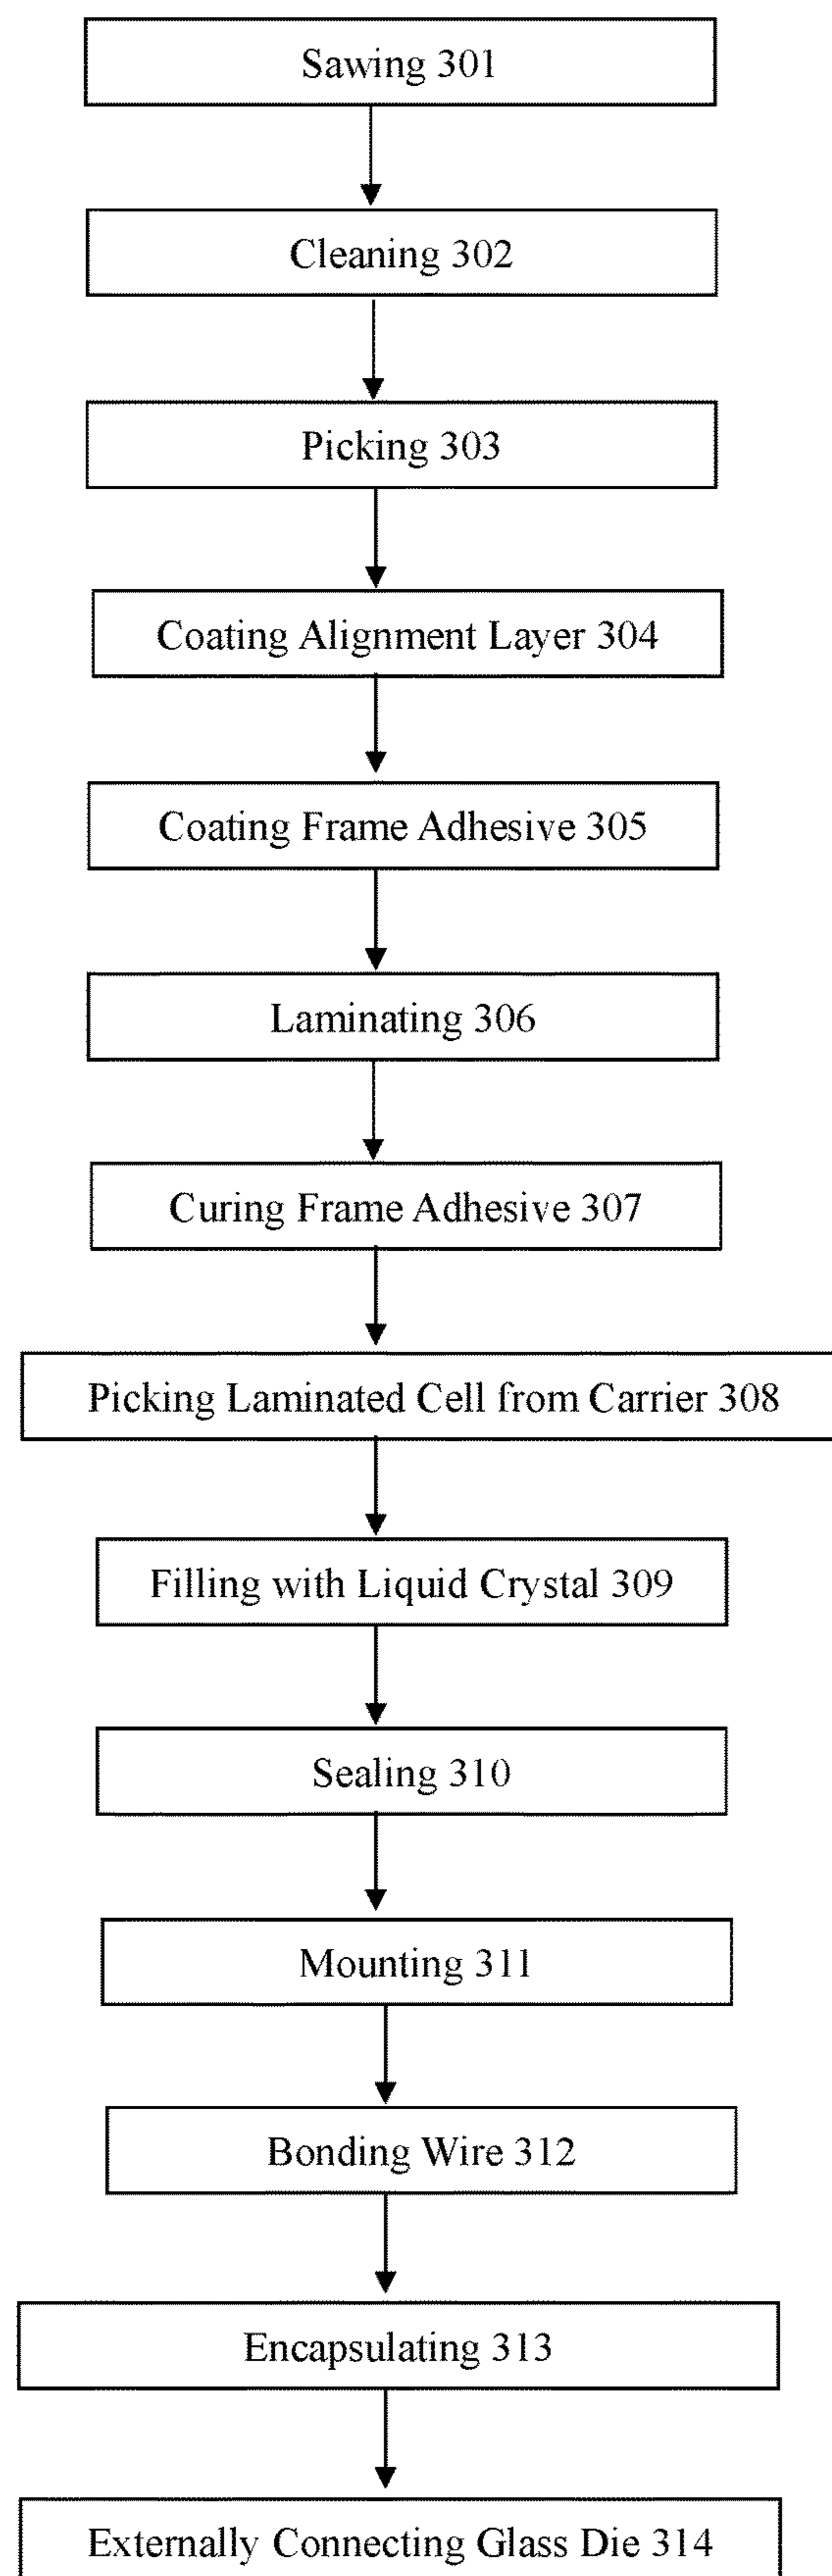 Sawing 301
Cleaning 302
Picking 303
Coating Alignment Layer 304
Coating Frame Adhesive 305
Laminating 306
Curing Frame Adhesive 307
Picking Laminated Cell from Carrier 308
Filling with Liquid Crystal 309
Sealing 310
Mounting 311
Bonding Wire 312
Encapsulating 313
Externally Connecting Glass Die 314